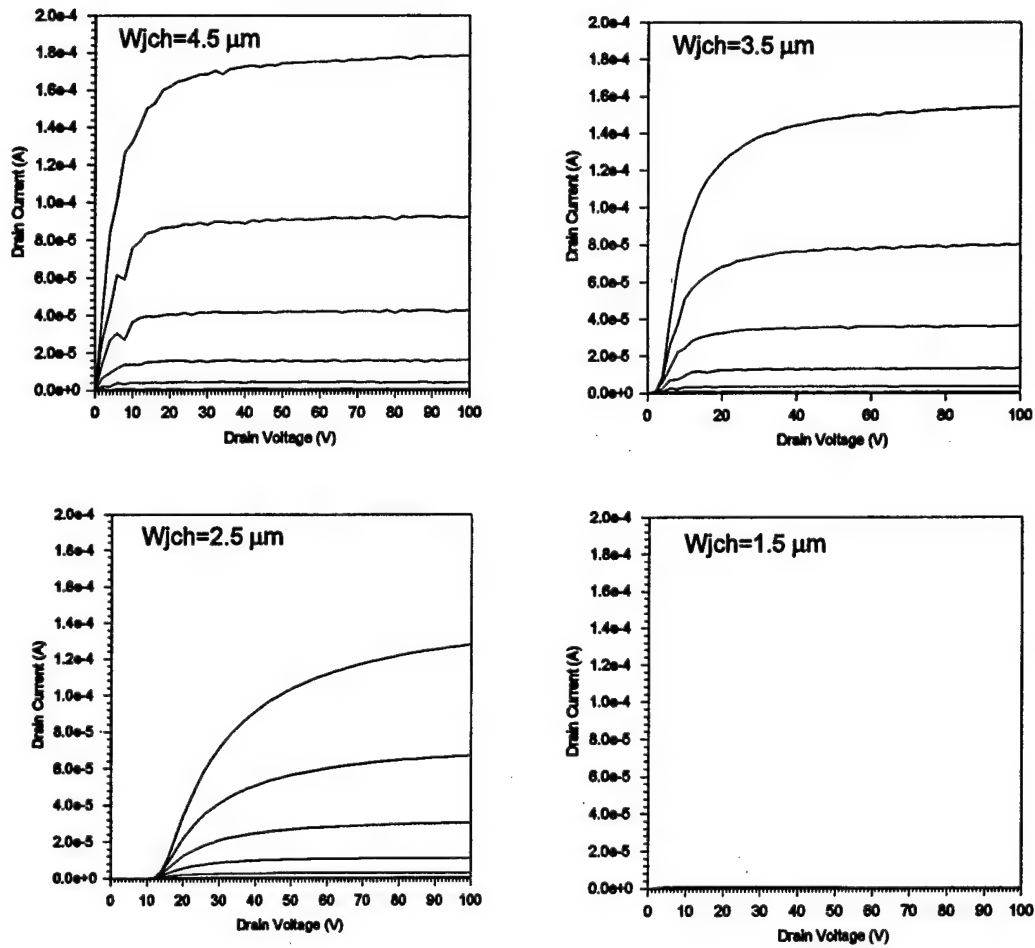 Wjch=4.5 µm
2.0e-4
1.8e-4
1.6e-4
1.4e-4
1.2e-4
1.0e-4
8.0e-5
6.0e-5
4.0e-5
2.0e-5
0.0e+0
Drain Current (A)
0 10 20 30 40 50 60 70 80 90 100
Drain Voltage (V)
Wjch=3.5 µm
2.0e-4
1.8e-4
1.6e-4
1.4e-4
1.2e-4
1.0e-4
8.0e-5
6.0e-5
4.0e-5
2.0e-5
0.0e+0
Drain Current (A)
0 20 40 60 80 100
Drain Voltage (V)
Wjch=2.5 µm
2.0e-4
1.8e-4
1.6e-4
1.4e-4
1.2e-4
1.0e-4
8.0e-5
6.0e-5
4.0e-5
2.0e-5
0.0e+0
Drain Current (A)
0 10 20 30 40 50 60 70 80 90 100
Drain Voltage (V)
Wjch=1.5 µm
2.0e-4
1.8e-4
1.6e-4
1.4e-4
1.2e-4
1.0e-4
8.0e-5
6.0e-5
4.0e-5
2.0e-5
0.0e+0
Drain Current (A)
0 10 20 30 40 50 60 70 80 90 100
Drain Voltage (V)